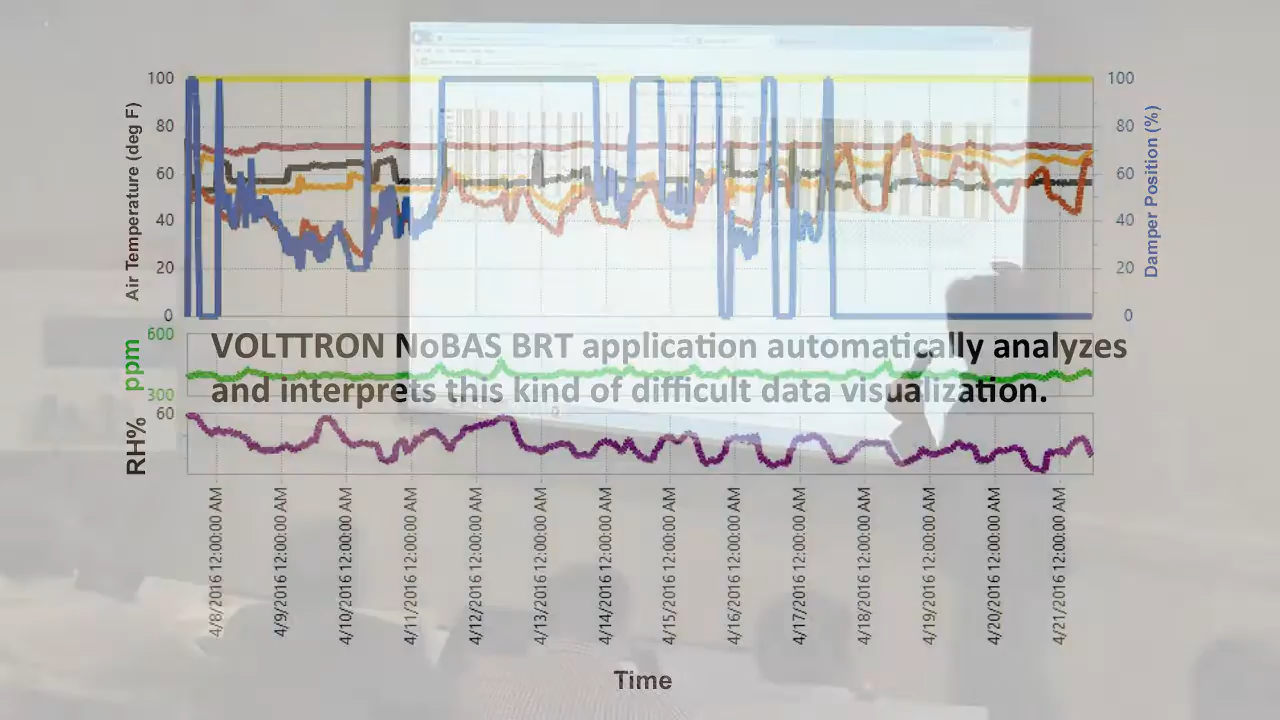 100
80
60
40
20
0
Air Temperature (deg F)
100
80
60
40
20
0
Damper Position (%)
600
300
ppm
60
RH%
VOLTTRON NoBAS BRT application automatically analyzes
and interprets this kind of difficult data visualization.
4/8/2016 12:00:00 AM
4/9/2016 12:00:00 AM
4/10/2016 12:00:00 AM
4/11/2016 12:00:00 AM
4/12/2016 12:00:00 AM
4/13/2016 12:00:00 AM
4/14/2016 12:00:00 AM
4/15/2016 12:00:00 AM
4/16/2016 12:00:00 AM
4/17/2016 12:00:00 AM
4/18/2016 12:00:00 AM
4/19/2016 12:00:00 AM
4/20/2016 12:00:00 AM
4/21/2016 12:00:00 AM
Time